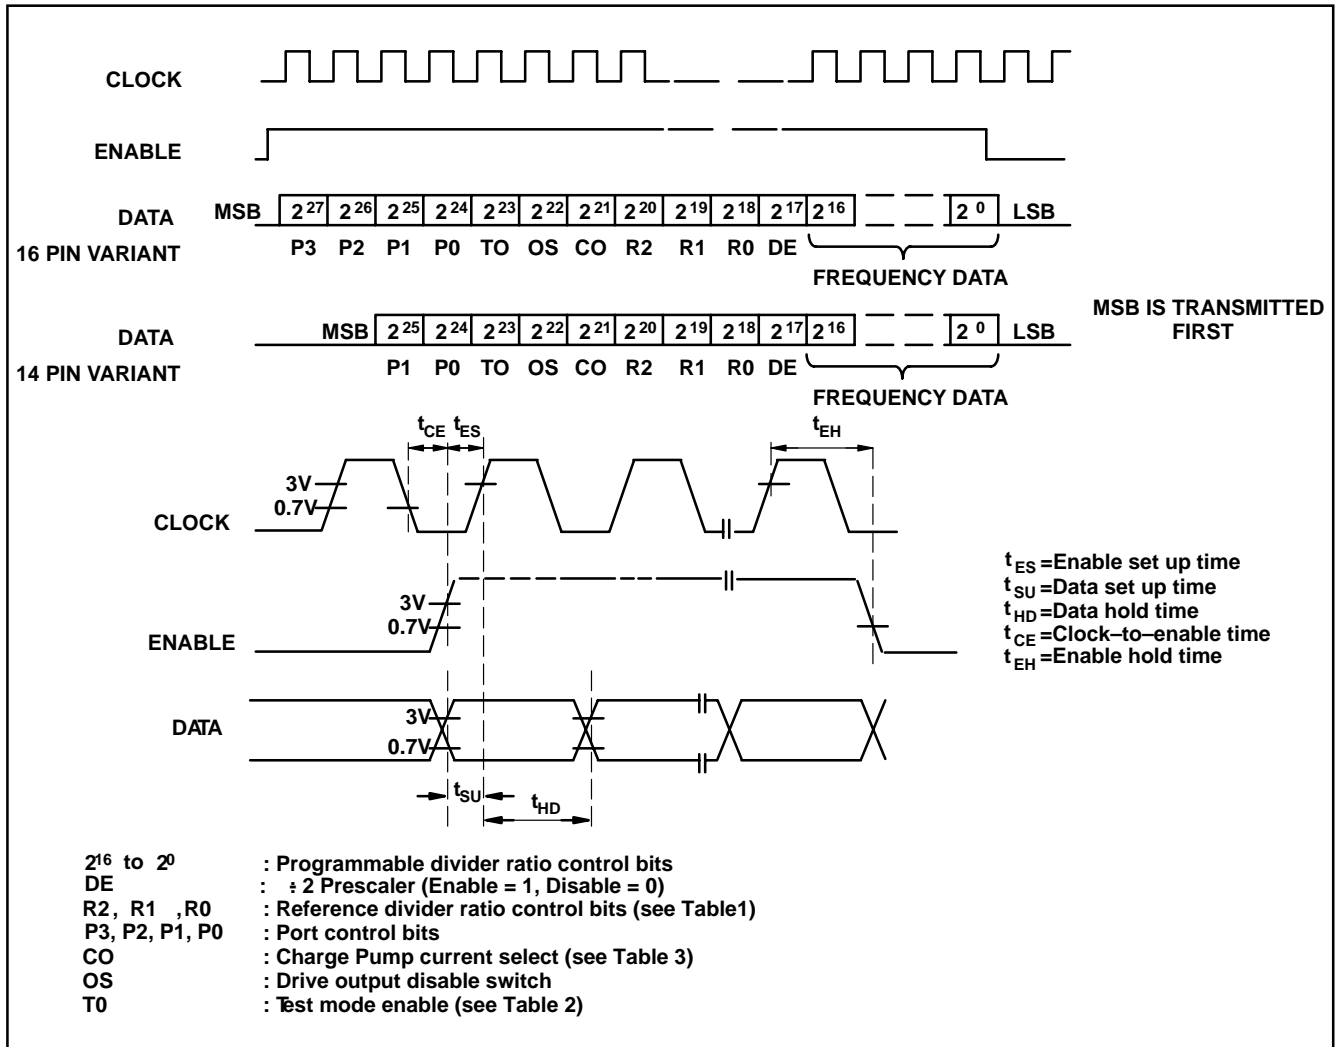 CLOCK
ENABLE
DATA MSB 2 27 2 26 2 25 2 24 2 23 2 22 2 21 2 20 2 19 2 18 2 17 2 16 2 0 LSB
16 PIN VARIANT P3 P2 P1 P0 TO OS CO R2 R1 R0 DE
FREQUENCY DATA
MSB IS TRANSMITTED
FIRST
DATA MSB 2 25 2 24 2 23 2 22 2 21 2 20 2 19 2 18 2 17 2 16 2 0 LSB
14 PIN VARIANT P1 P0 TO OS CO R2 R1 R0 DE
FREQUENCY DATA
tCE tES tEH
3V
0.7V
CLOCK
tES =Enable set up time
tSU =Data set up time
tHD =Data hold time
tCE =Clock–to–enable time
tEH =Enable hold time
3V
0.7V
ENABLE
3V
DATA
0.7V
tSU tHD
216 to 20 : Programmable divider ratio control bits
DE : ÷ 2 Prescaler (Enable = 1, Disable = 0)
R2, R1 ,R0 : Reference divider ratio control bits (see Table1)
P3, P2, P1, P0 : Port control bits
CO : Charge Pump current select (see Table 3)
OS : Drive output disable switch
T0 : Test mode enable (see Table 2)